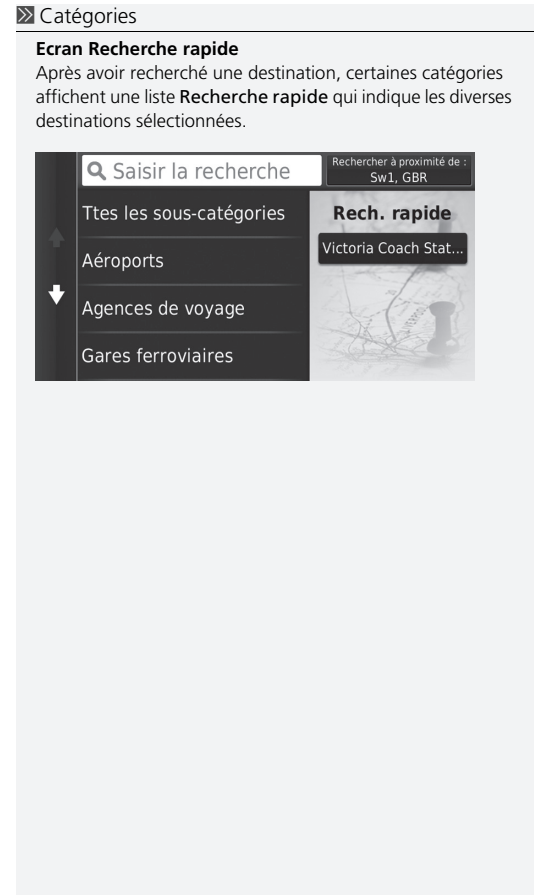 Catégories
Ecran Recherche rapide
Après avoir recherché une destination, certaines catégories
affichent une liste Recherche rapide qui indique les diverses
destinations sélectionnées.
Saisir la recherche
Rechercher à proximité de :
Sw1, GBR
Ttes les sous-catégories
Aéroports
Agences de voyage
Gares ferroviaires
Rech. rapide
Victoria Coach Stat...